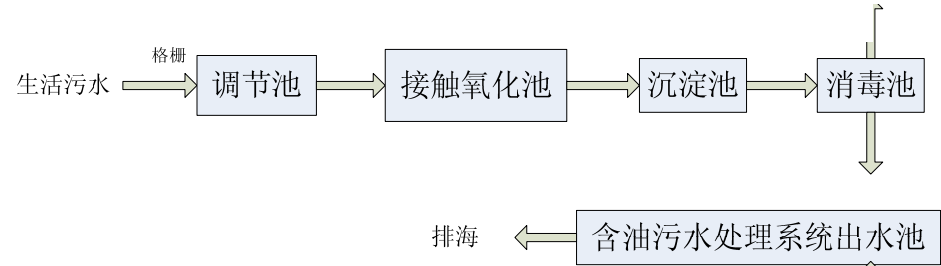 格栅
生活污水
调节池
接触氧化池
沉淀池
消毒池
排海
含油污水处理系统出水池